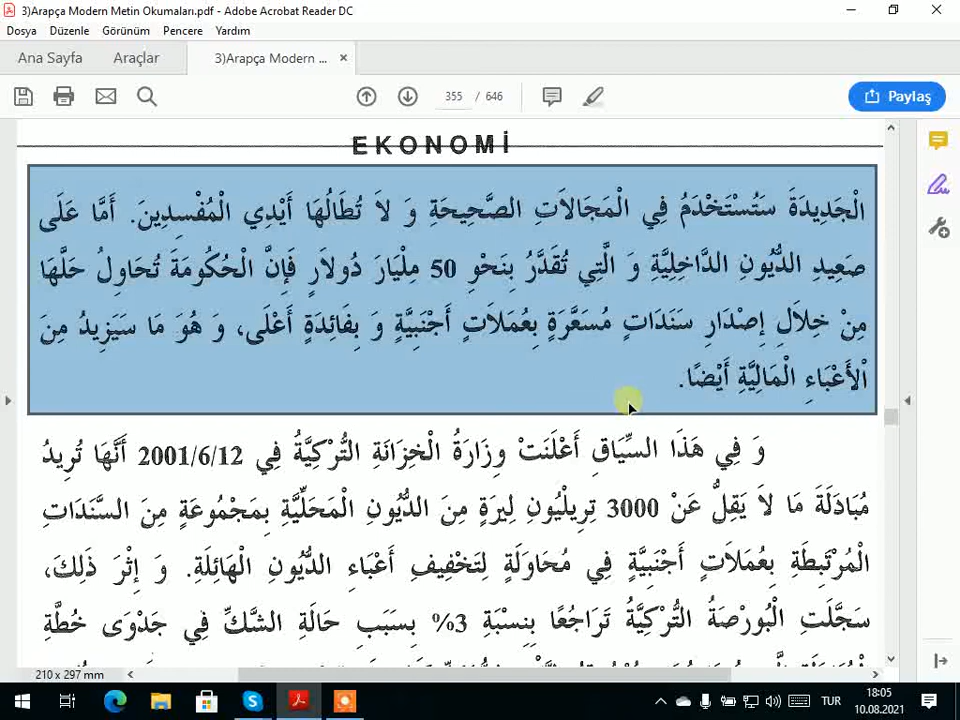 3)Arapça Modern Metin Okumaları.pdf - Adobe Acrobat Reader DC
Dosya Düzenle Görünüm Pencere Yardım
Ana Sayfa Araçlar 3)Arapça Modern ... ×
355 / 646 Paylaş
EKONOMİ
الْجَدِيدَةَ سَتُسْتَخْدَمُ فِي الْمَجَالاَتِ الصَّحِيحَةِ وَ لاَ تُطَالُهَا أَيْدِي الْمُفْسِدِينَ. أَمَّا عَلَى
صَعِيدِ الدُّيُونِ الدَّاخِلِيَّةِ وَ الَّتِي تُقَدَّرُ بِنَحْوِ 50 مِلْيَارَ دُولاَرٍ فَإِنَّ الْحُكُومَةَ تُحَاوِلُ حَلَّهَا
مِنْ خِلاَلِ إِصْدَارِ سَنَدَاتٍ مُسَعَّرَةٍ بِعُمَلاَتٍ أَجْنَبِيَّةٍ وَ بِفَائِدَةٍ أَعْلَى، وَ هُوَ مَا سَيَزِيدُ مِنَ
اْلأَعْبَاءِ الْمَالِيَّةِ أَيْضًا.
وَ فِي هَذَا السِّيَاقِ أَعْلَنَتْ وِزَارَةُ الْخِزَانَةِ التُّرْكِيَّةُ فِي 2001/6/12 أَنَّهَا تُرِيدُ
مُبَادَلَةَ مَا لاَ يَقِلُّ عَنْ 3000 تِرِيلْيُونِ لِيرَةٍ مِنَ الدُّيُونِ الْمَحَلِّيَّةِ بِمَجْمُوعَةٍ مِنَ السَّنَدَاتِ
الْمُرْتَبِطَةِ بِعُمَلاَتٍ أَجْنَبِيَّةٍ فِي مُحَاوَلَةٍ لِتَخْفِيفِ أَعْبَاءِ الدُّيُونِ الْهَائِلَةِ. وَ إِثْرَ ذَلِكَ،
سَجَّلَتِ الْبُورْصَةُ التُّرْكِيَّةُ تَرَاجُعًا بِنِسْبَةِ 3% بِسَبَبِ حَالَةِ الشَّكِّ فِي جَدْوَى خُطَّةِ
210 x 297 mm
TUR
18:05
10.08.2021